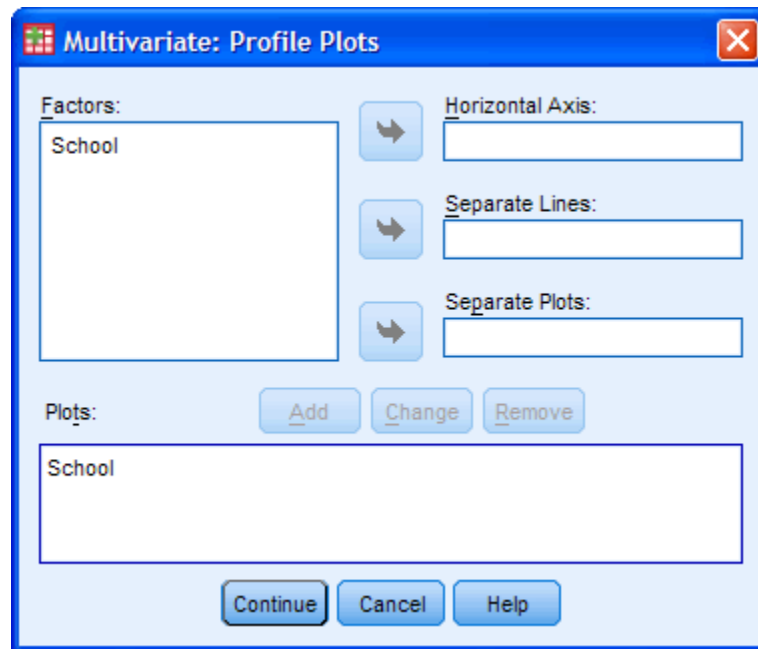 Multivariate: Profile Plots
Factors:
School
Horizontal Axis:
Separate Lines:
Separate Plots:
Plots:
Add
Change
Remove
School
Continue
Cancel
Help